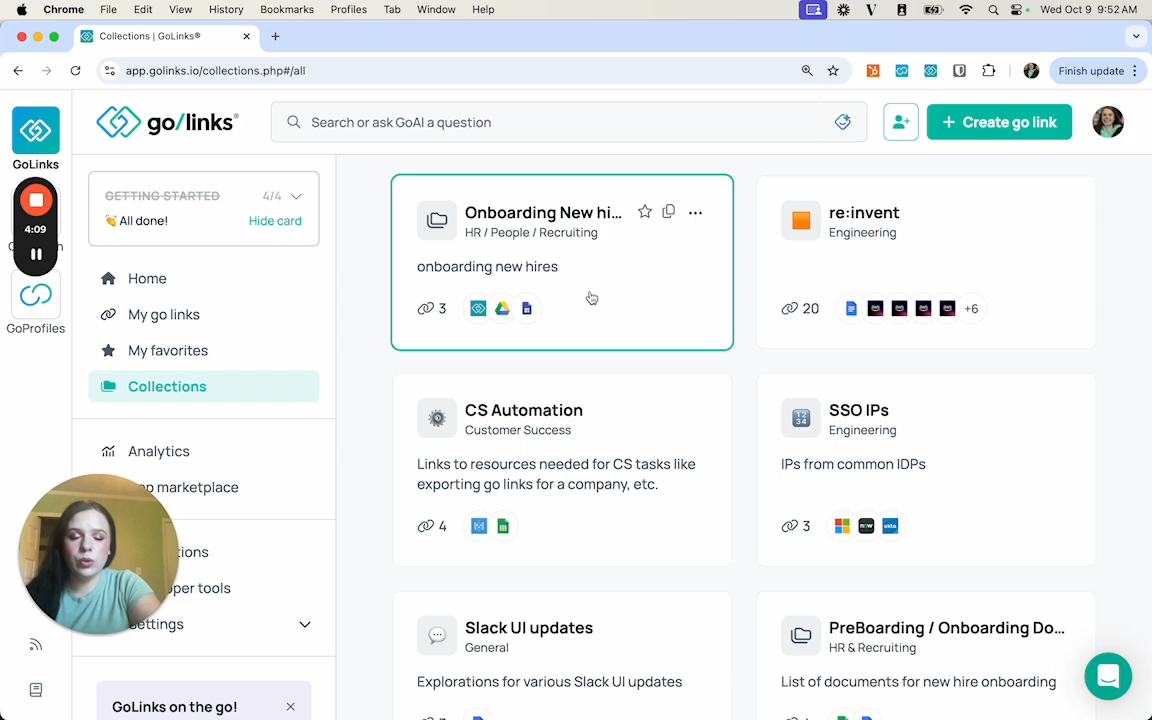 Chrome File Edit View History Bookmarks Profiles Tab Window Help Wed Oct 9 9:52 AM
Collections | GoLinks®
app.golinks.io/collections.php#/all
Finish update
GoLinks
4:09
GoProfiles
go/links®
Search or ask GoAI a question
Create go link
GETTING STARTED 4/4
👏 All done! Hide card
Home
My go links
My favorites
Collections
Analytics
pp marketplace
tions
per tools
Settings
GoLinks on the go!
Onboarding New hi...
HR / People / Recruiting
onboarding new hires
3
re:invent
Engineering
20 +6
CS Automation
Customer Success
Links to resources needed for CS tasks like
exporting go links for a company, etc.
4
SSO IPs
Engineering
IPs from common IDPs
3
Slack UI updates
General
Explorations for various Slack UI updates
PreBoarding / Onboarding Do...
HR & Recruiting
List of documents for new hire onboarding